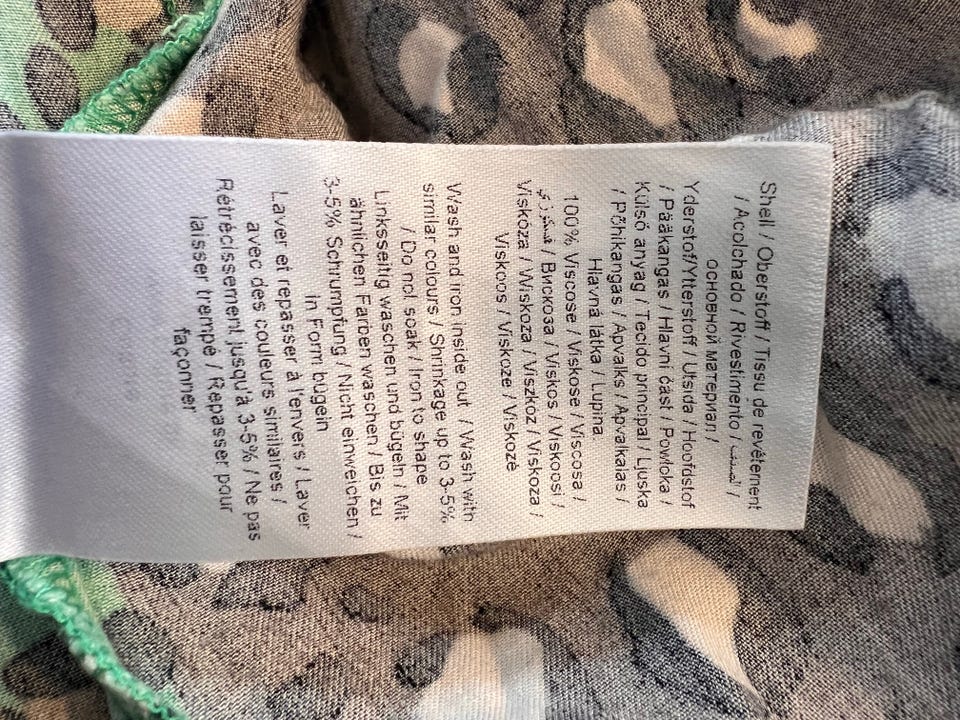 Shell / Oberstoff / Tissu de revêtement
/ Acolchado / Rivestimento / /
основной материал /
Yderstof/Ytterstoff / Utsida / Hoofdstof
/ Pääkangas / Hlavni část / Powłoka /
Külső anyag / Tecido principal / Ljuska
/ Põhikangas / Apvalks / Apvalkalas /
Hlavná látka / Lupina.
100% Viscose / Viskose / Viscosa /
فسكوزي / Вискоза / Viskos Viskoosi /
Viskóza / Wiskoza / Viszkoz / Viskoza /
Viskoos / Viskoze / Viskozė
Wash and iron inside out / Wash with
similar colours / Shrinkage up to 3-5%
/ Do not soak / Iron to shape
Linksseitig waschen und bügeln / Mit
ähnlichen Farben waschen / Bis zu
3-5% Schrumpfung / Nicht einweichen /
in Form bügeln
Laver et repasser à l'envers / Laver
avec des couleurs similaires /
Rétrécissement jusqu'à 3-5% / Ne pas
laisser trempé / Repasser pour
façonner